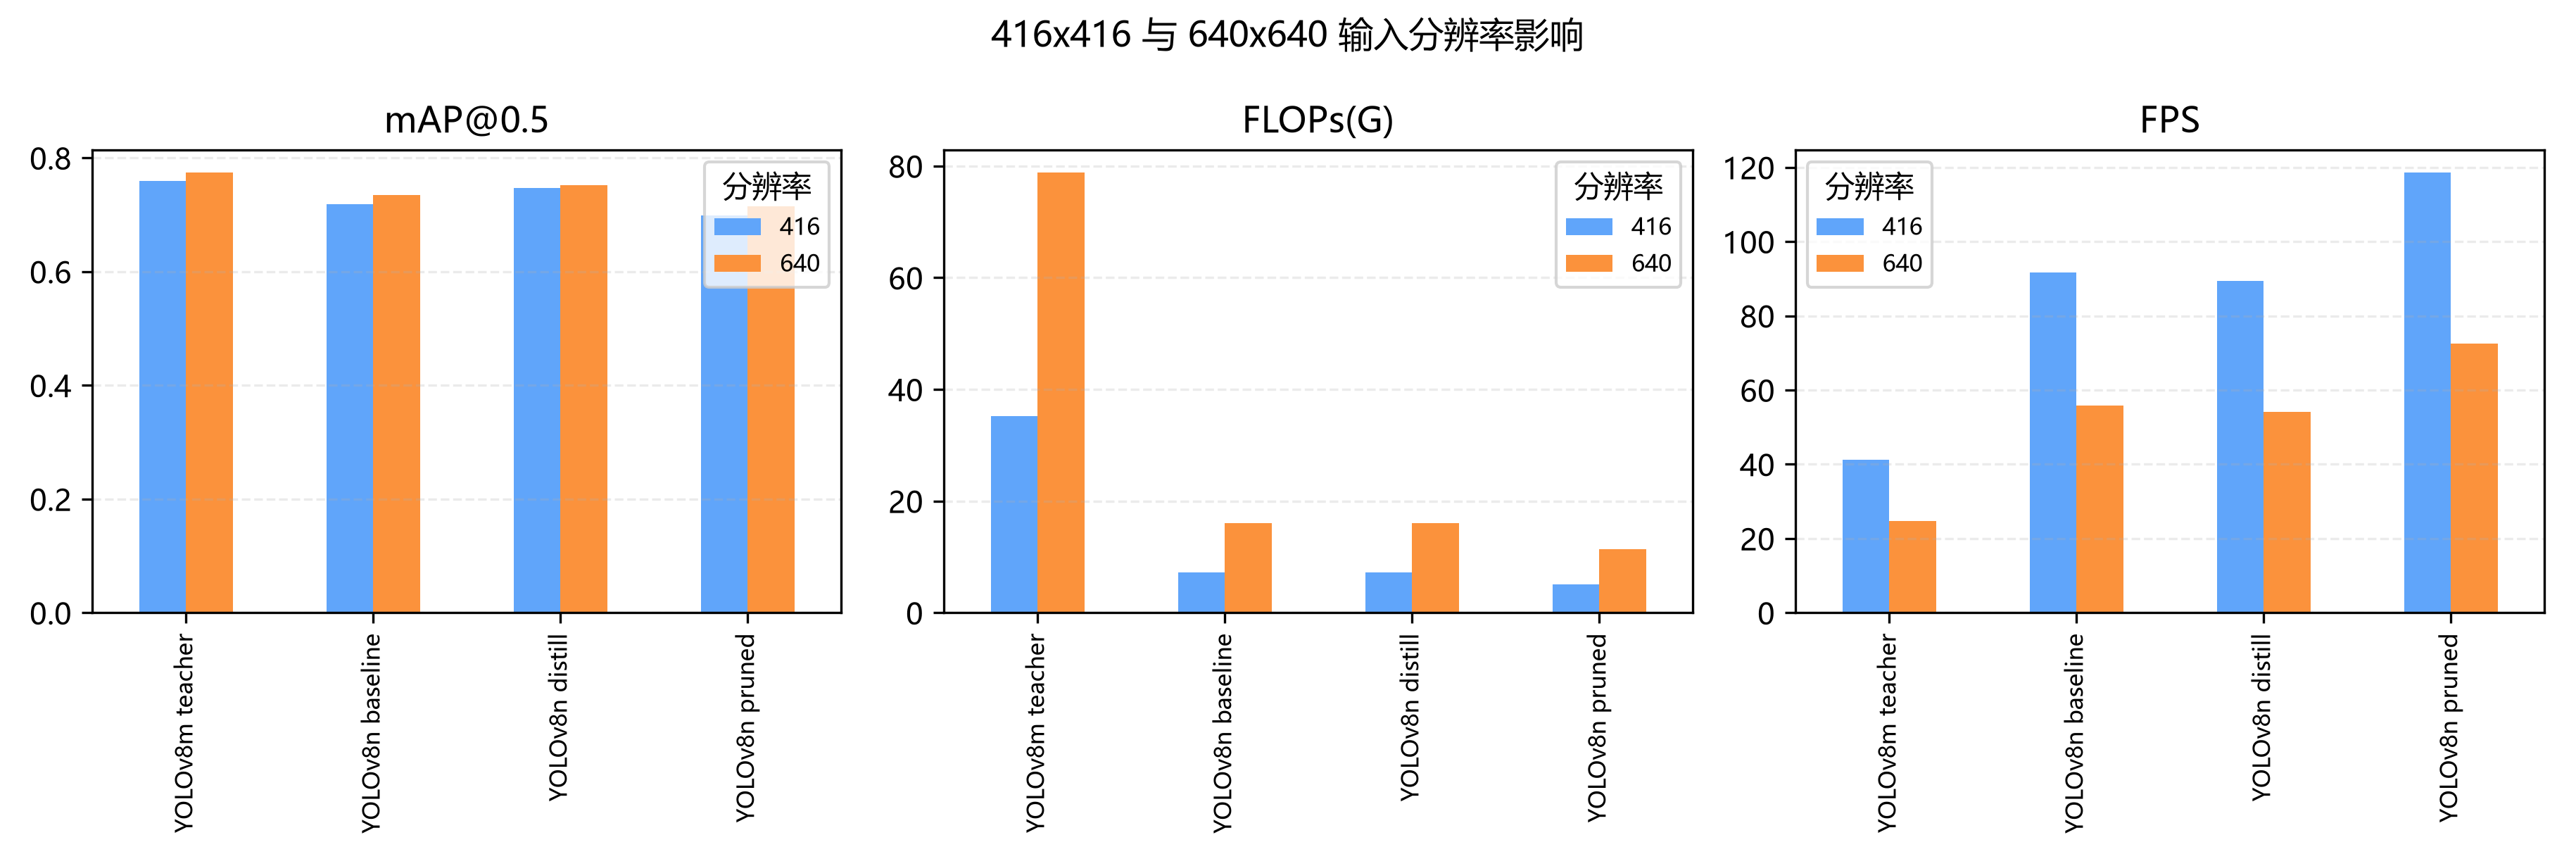 416x416 与 640x640 输入分辨率影响
mAP@0.5
0.8
0.6
0.4
0.2
0.0
分辨率
416
640
YOLOv8m teacher
YOLOv8n baseline
YOLOv8n distill
YOLOv8n pruned
FLOPs(G)
80
60
40
20
0
分辨率
416
640
YOLOv8m teacher
YOLOv8n baseline
YOLOv8n distill
YOLOv8n pruned
FPS
120
100
80
60
40
20
0
分辨率
416
640
YOLOv8m teacher
YOLOv8n baseline
YOLOv8n distill
YOLOv8n pruned